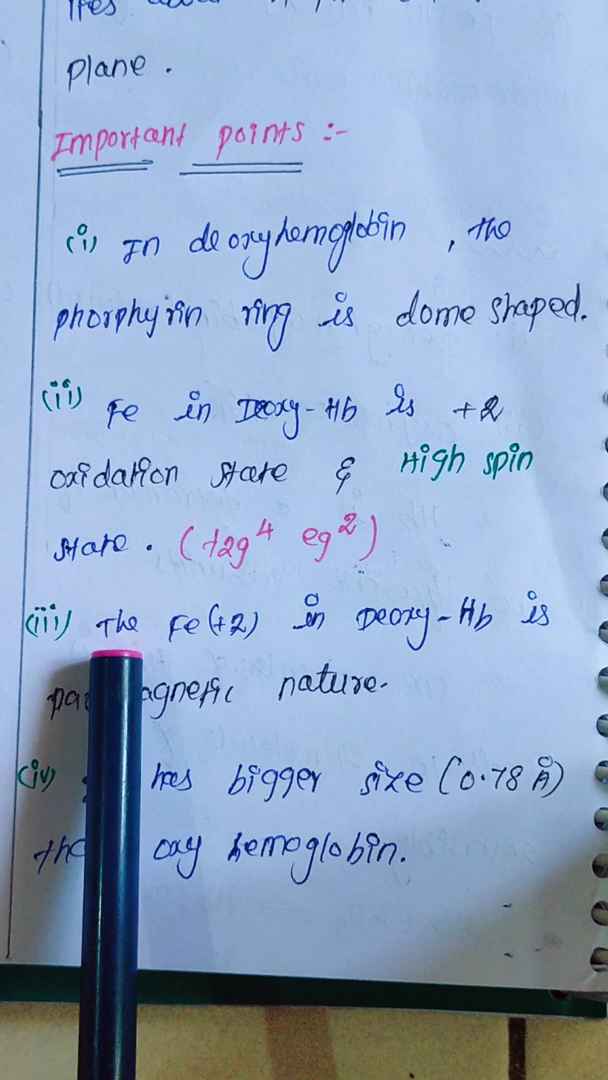 plane.
Important points :-
(i) In deoxyhemoglobin, the
phorphyrin ring is dome shaped.
(ii) Fe in Deoxy-Hb is +2
oxidation state & High spin
state. (t2g⁴ eg²)
(iii) The Fe(+2) in Deoxy-Hb is
nature.
(iv) has bigger size (0.78 Å)
oxy hemoglobin.